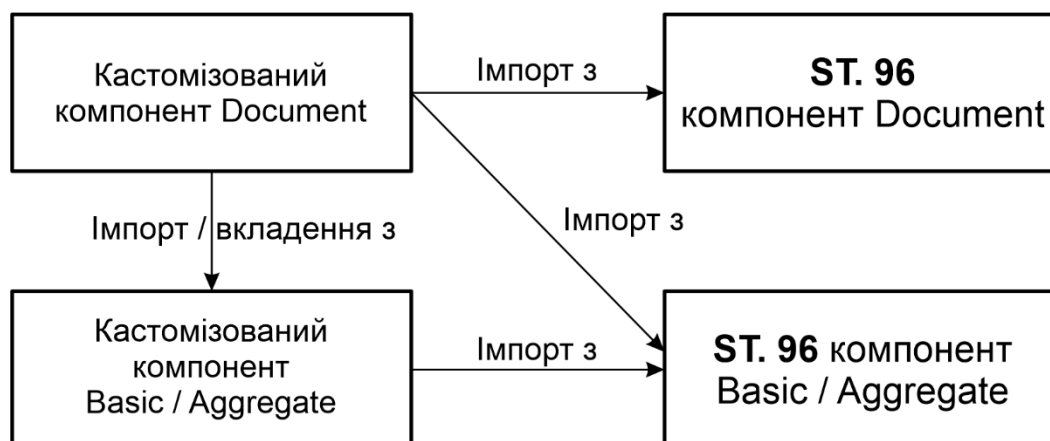 Кастомізований
компонент Document
Імпорт з
ST. 96
компонент Document
Імпорт / вкладення з
Імпорт з
Кастомізований
компонент
Basic / Aggregate
Імпорт з
ST. 96 компонент
Basic / Aggregate